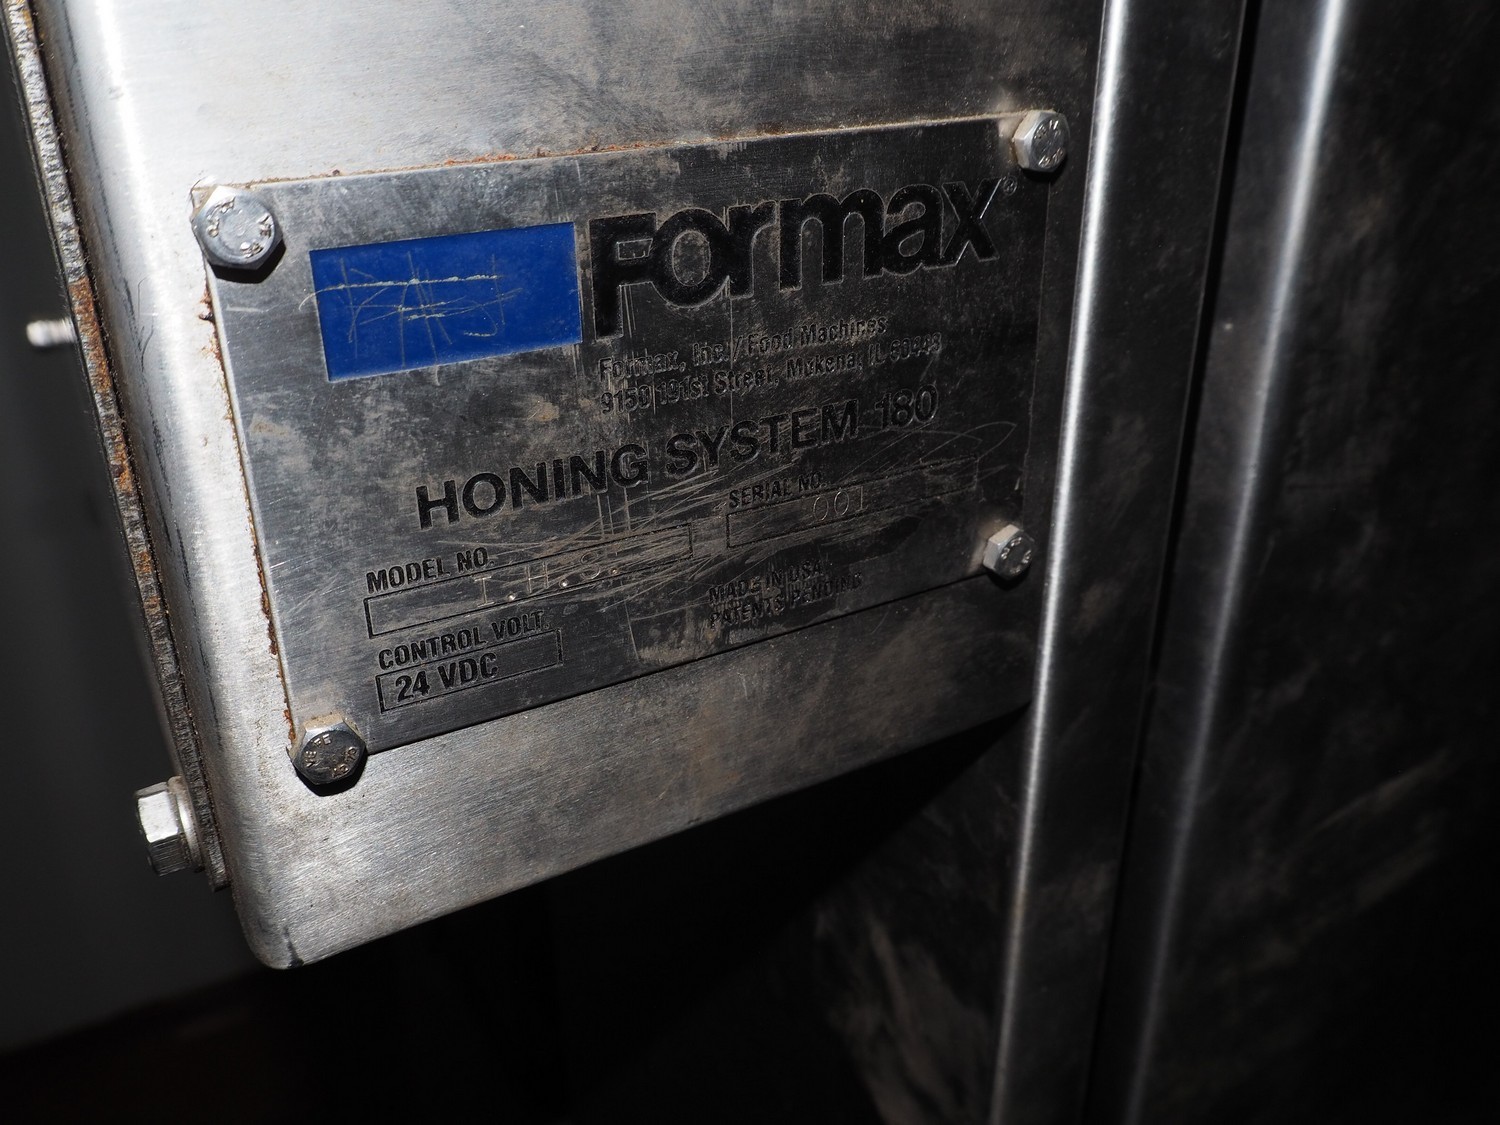 Formax®
Formax, Inc. / Food Machines
9150 191st Street, Mokena, IL 60448
HONING SYSTEM 180
MODEL NO.
I.H.S.
SERIAL NO.
001
CONTROL VOLT.
24 VDC
MADE IN USA
PATENTS PENDING